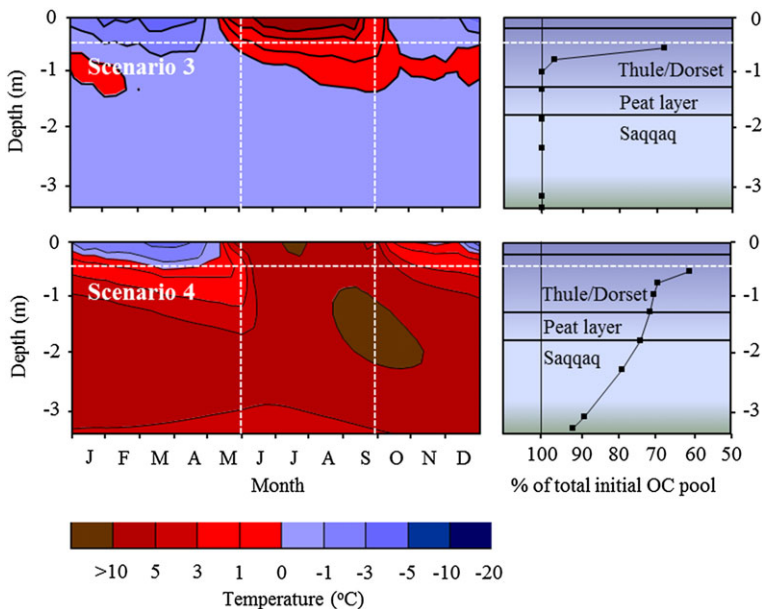 0
-1
-2
-3
Depth (m)
Scenario 3
Thule/Dorset
Peat layer
Saqqaq
0
-1
-2
-3
0
-1
-2
-3
Depth (m)
Scenario 4
J F M A M J J A S O N D
Month
Thule/Dorset
Peat layer
Saqqaq
0
-1
-2
-3
100 90 80 70 60 50
% of total initial OC pool
>10 5 3 1 0 -1 -3 -5 -10 -20
Temperature (ºC)